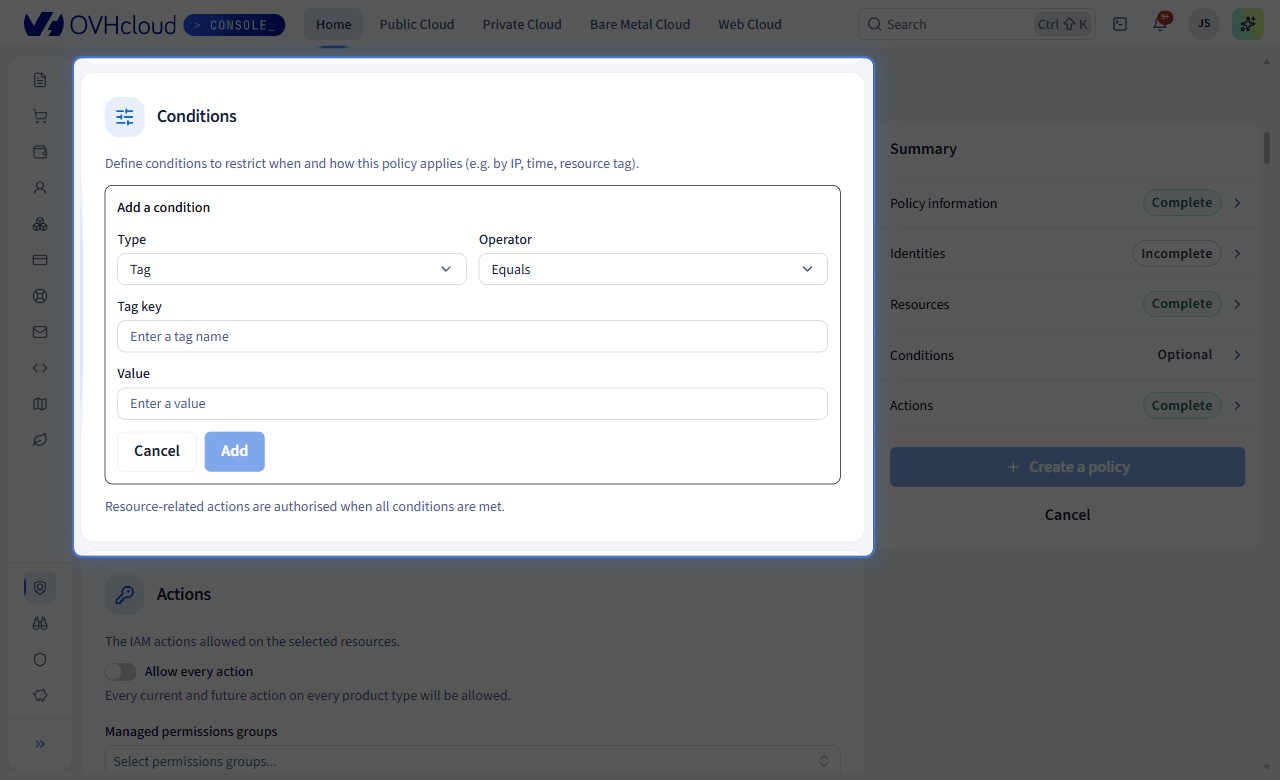 OVHcloud > CONSOLE_ Home Public Cloud Private Cloud Bare Metal Cloud Web Cloud Search Ctrl K 9+ JS
Conditions
Define conditions to restrict when and how this policy applies (e.g. by IP, time, resource tag).
Add a condition
Type Operator
Tag Equals
Tag key
Enter a tag name
Value
Enter a value
Cancel Add
Resource-related actions are authorised when all conditions are met.
Actions
The IAM actions allowed on the selected resources.
Allow every action
Every current and future action on every product type will be allowed.
Managed permissions groups
Select permissions groups...
Summary
Policy information Complete
Identities Incomplete
Resources Complete
Conditions Optional
Actions Complete
+ Create a policy
Cancel